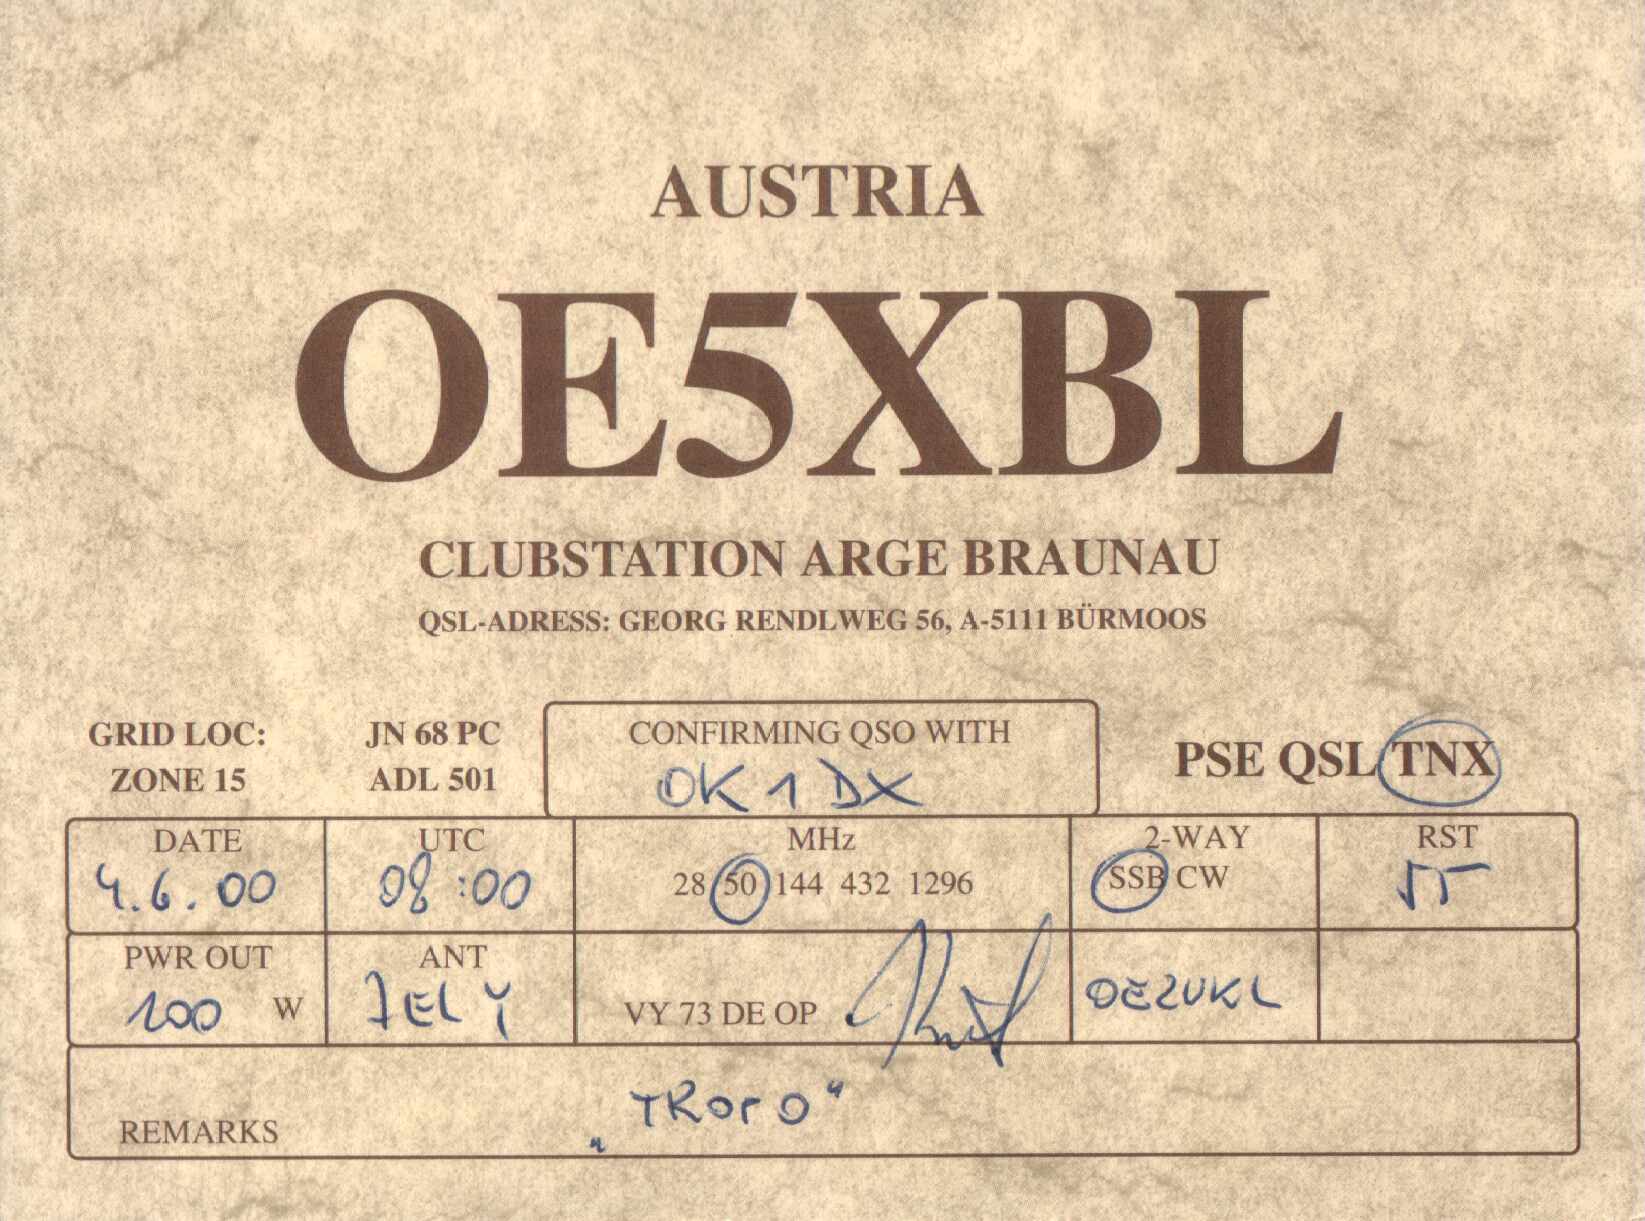 AUSTRIA
OE5XBL
CLUBSTATION ARGE BRAUNAU
QSL-ADRESS: GEORG RENDLWEG 56, A-5111 BÜRMOOS
GRID LOC: JN 68 PC
ZONE 15 ADL 501
CONFIRMING QSO WITH
OK1DX
PSE QSL TNX
DATE UTC MHz 2-WAY RST
4.6.00 08:00 28 50 144 432 1296 SSB CW 55
PWR OUT ANT
100 W 7EL Y VY 73 DE OP OE2UKL
REMARKS „TROPO“